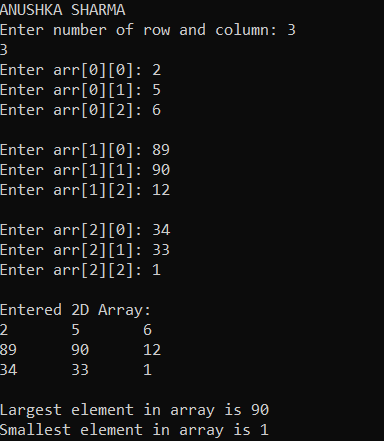 ANUSHKA SHARMA
Enter number of row and column: 3
3
Enter arr[0][0]: 2
Enter arr[0][1]: 5
Enter arr[0][2]: 6
Enter arr[1][0]: 89
Enter arr[1][1]: 90
Enter arr[1][2]: 12
Enter arr[2][0]: 34
Enter arr[2][1]: 33
Enter arr[2][2]: 1
Entered 2D Array:
2 5 6
89 90 12
34 33 1
Largest element in array is 90
Smallest element in array is 1